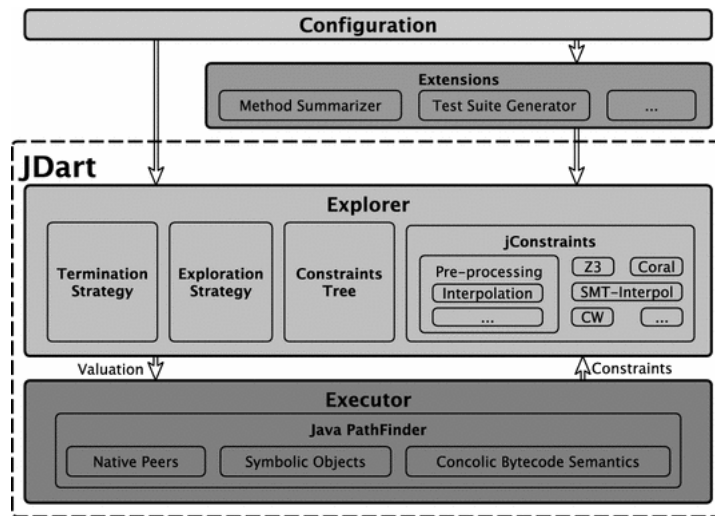 Configuration
Extensions
Method Summarizer
Test Suite Generator
...
JDart
Explorer
Termination
Strategy
Exploration
Strategy
Constraints
Tree
jConstraints
Pre-processing
Interpolation
...
Z3
Coral
SMT-Interpol
CW
...
Valuation
Constraints
Executor
Java PathFinder
Native Peers
Symbolic Objects
Concolic Bytecode Semantics